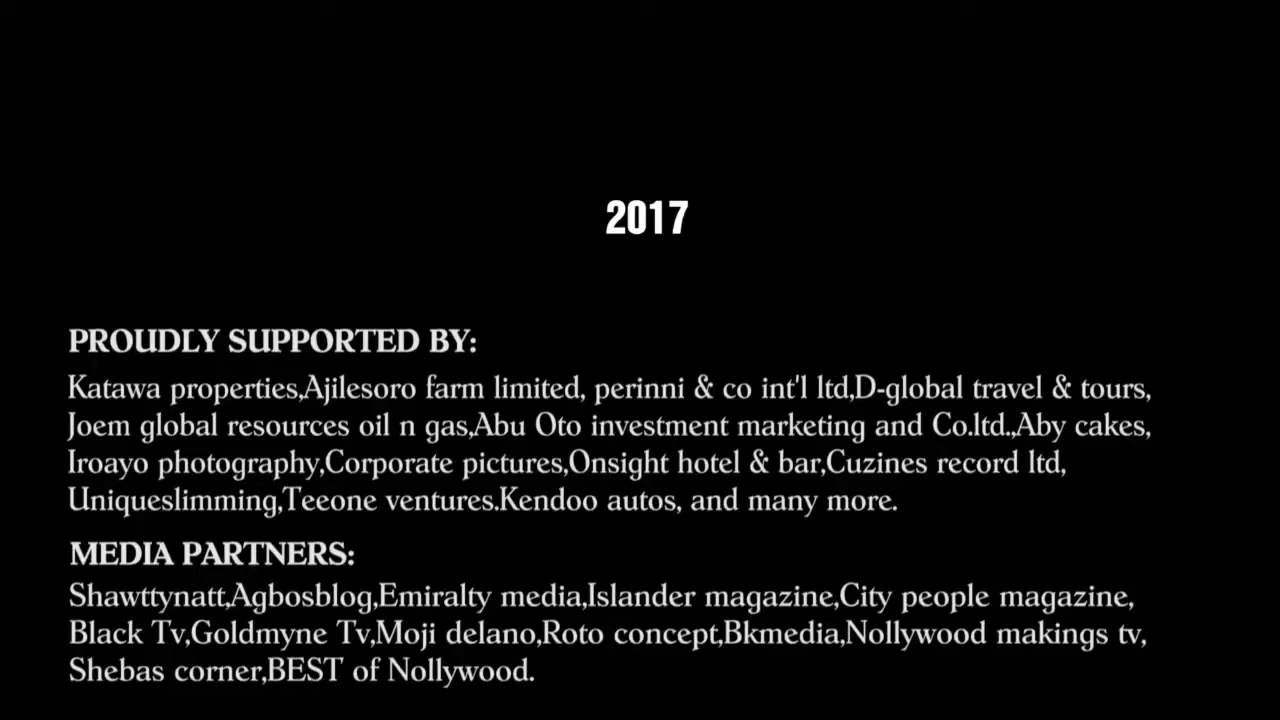 2017
PROUDLY SUPPORTED BY:
Katawa properties,Ajilesoro farm limited, perinni & co int'l ltd,D-global travel & tours,
Joem global resources oil n gas,Abu Oto investment marketing and Co.ltd.,Aby cakes,
Iroayo photography,Corporate pictures,Onsight hotel & bar,Cuzines record ltd,
Uniqueslimming,Teeone ventures.Kendoo autos, and many more.
MEDIA PARTNERS:
Shawttynatt,Agbosblog,Emiralty media,Islander magazine,City people magazine,
Black Tv,Goldmyne Tv,Moji delano,Roto concept,Bkmedia,Nollywood makings tv,
Shebas corner,BEST of Nollywood.